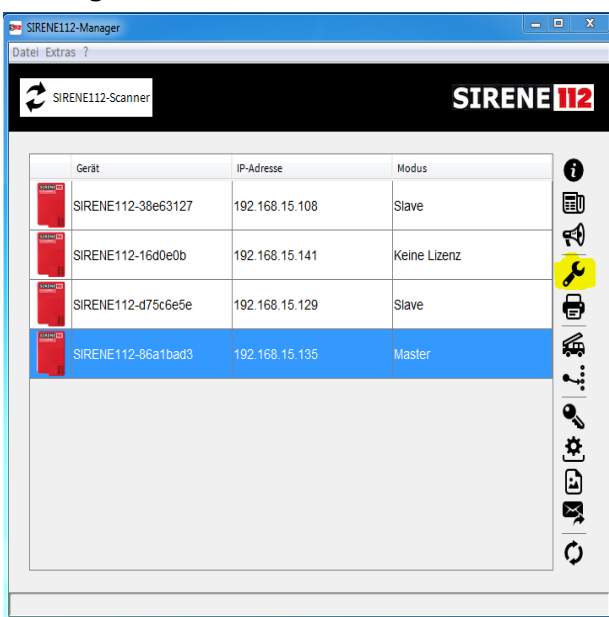 SIRENE112-Manager
Datei Extras ?
SIRENE112-Scanner
SIRENE112
Gerät IP-Adresse Modus
SIRENE112-38e63127 192.168.15.108 Slave
SIRENE112-16d0e0b 192.168.15.141 Keine Lizenz
SIRENE112-d75c6e5e 192.168.15.129 Slave
SIRENE112-86a1bad3 192.168.15.135 Master